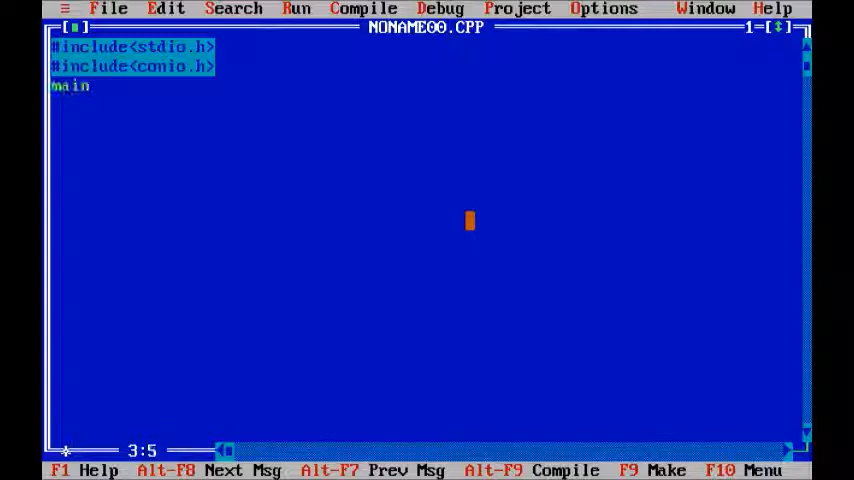 ≡ File Edit Search Run Compile Debug Project Options Window Help
[■] NONAME00.CPP 1=[↕]
#include<stdio.h>
#include<conio.h>
main
3:5
F1 Help Alt-F8 Next Msg Alt-F7 Prev Msg Alt-F9 Compile F9 Make F10 Menu